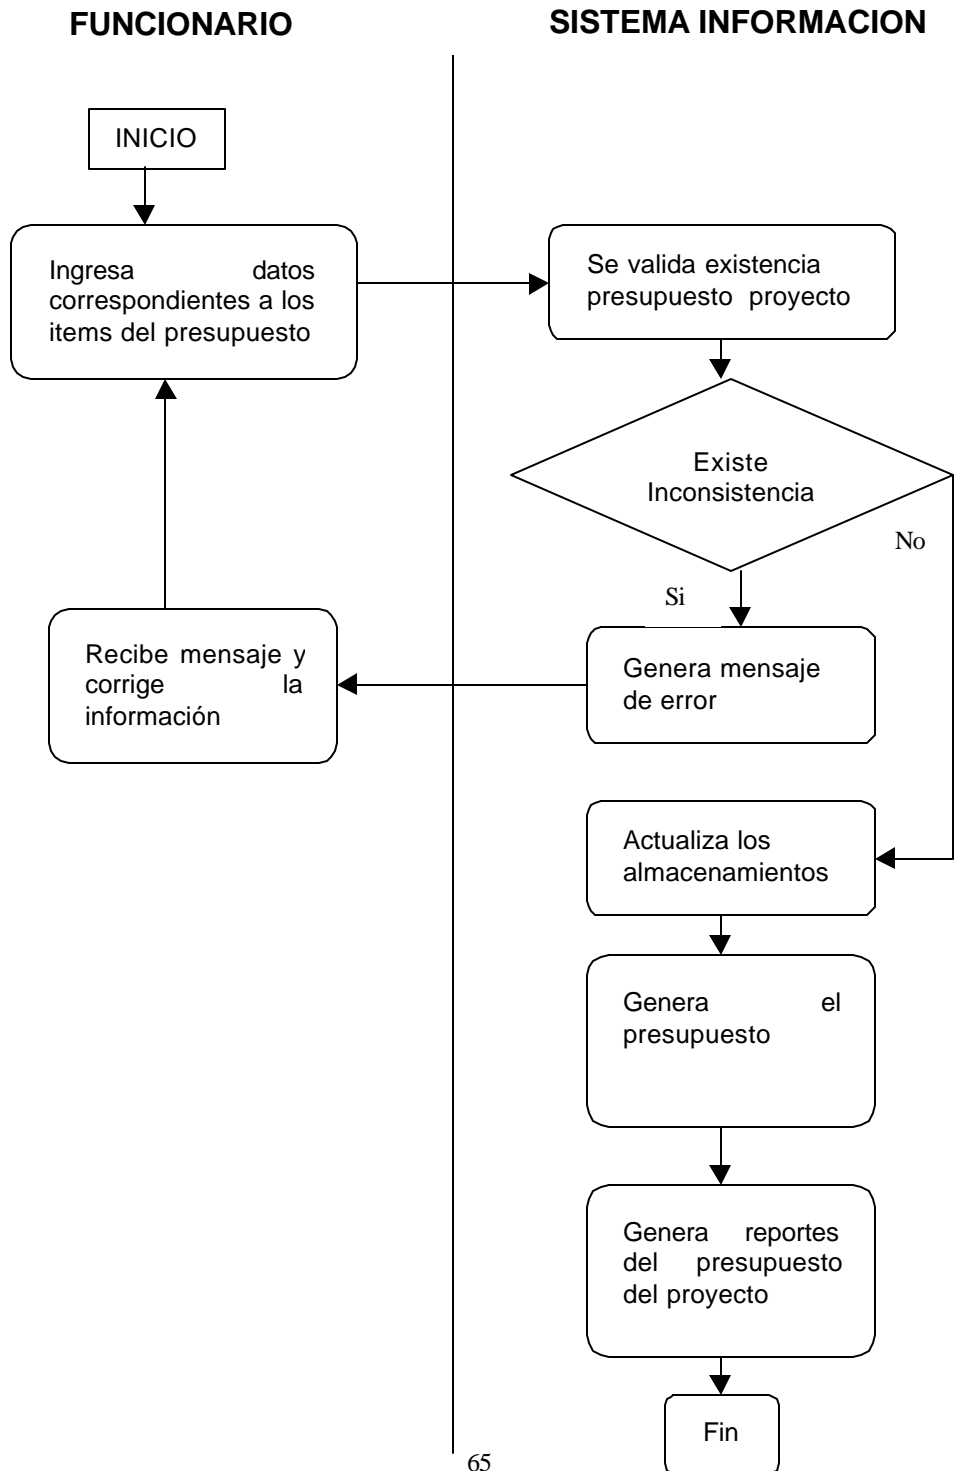 FUNCIONARIO
SISTEMA INFORMACION
INICIO
Ingresa datos
correspondientes a los
items del presupuesto
Se valida existencia
presupuesto proyecto
Existe
Inconsistencia
No
Si
Recibe mensaje y
corrige la
información
Genera mensaje
de error
Actualiza los
almacenamientos
Genera el
presupuesto
Genera reportes
del presupuesto
del proyecto
Fin
65